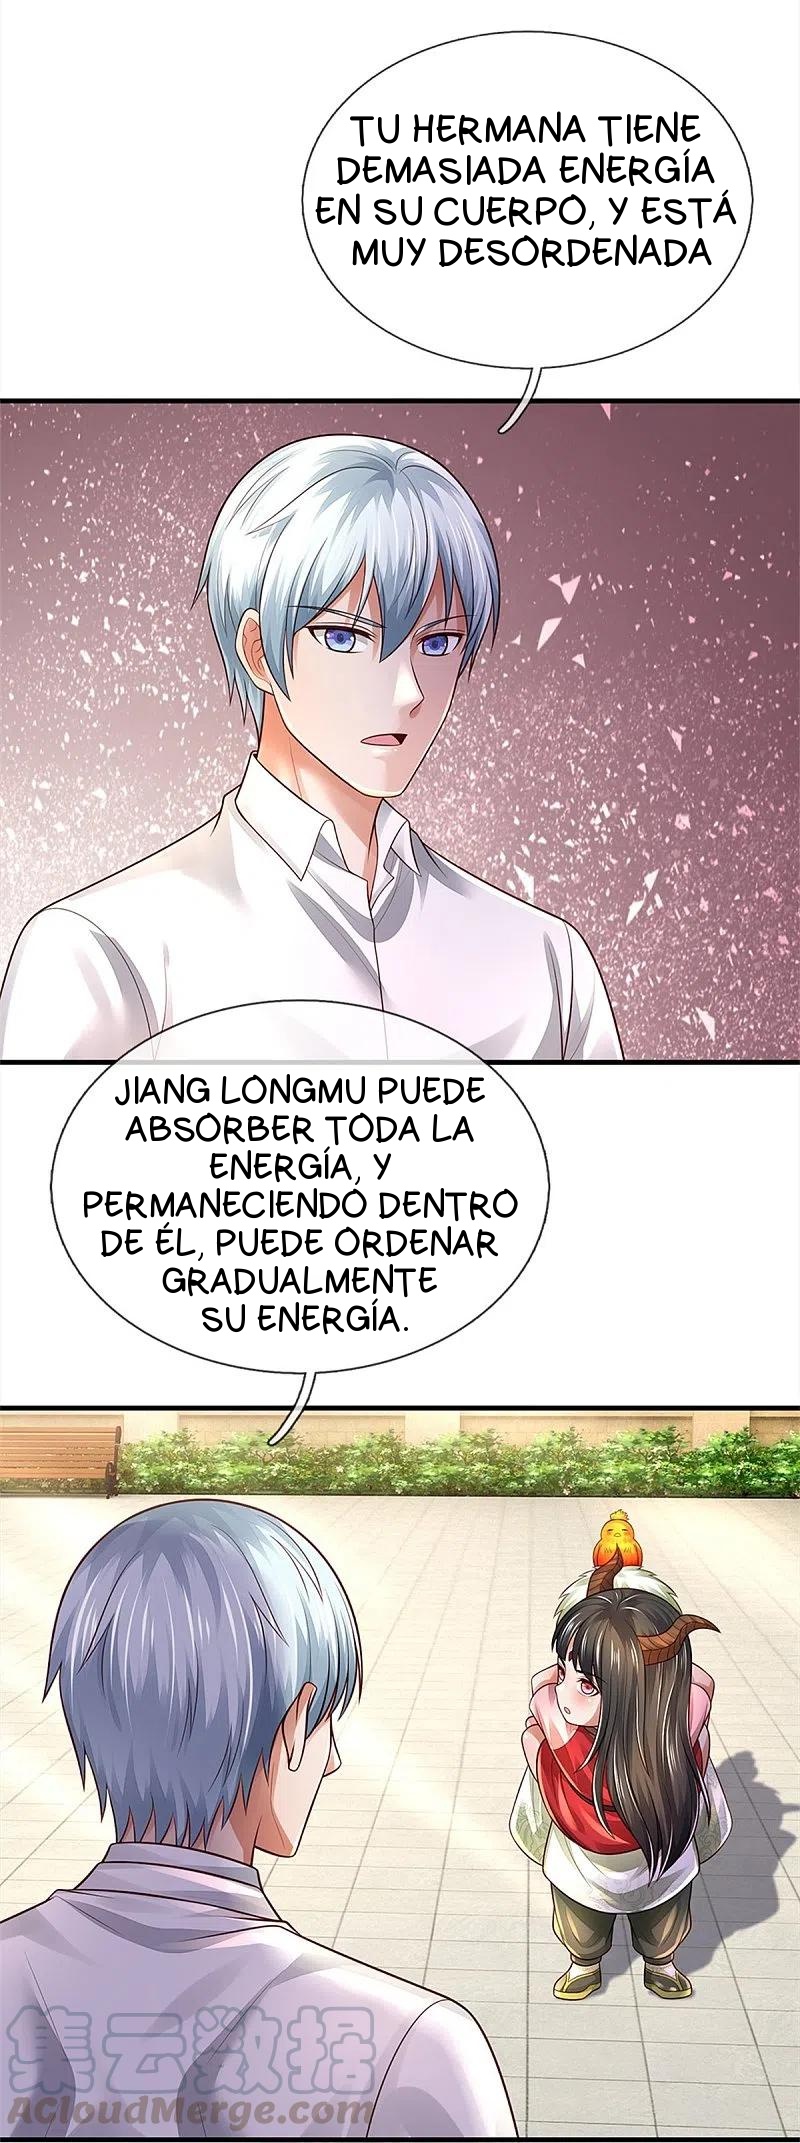 TU HERMANA TIENE
DEMASIADA ENERGÍA
EN SU CUERPO, Y ESTÁ
MUY DESORDENADA
JIANG LONGMU PUEDE
ABSORBER TODA LA
ENERGÍA, Y
PERMANECIENDO DENTRO
DE ÉL, PUEDE ORDENAR
GRADUALMENTE
SU ENERGÍA.
集云数据
ACloudMerge.com